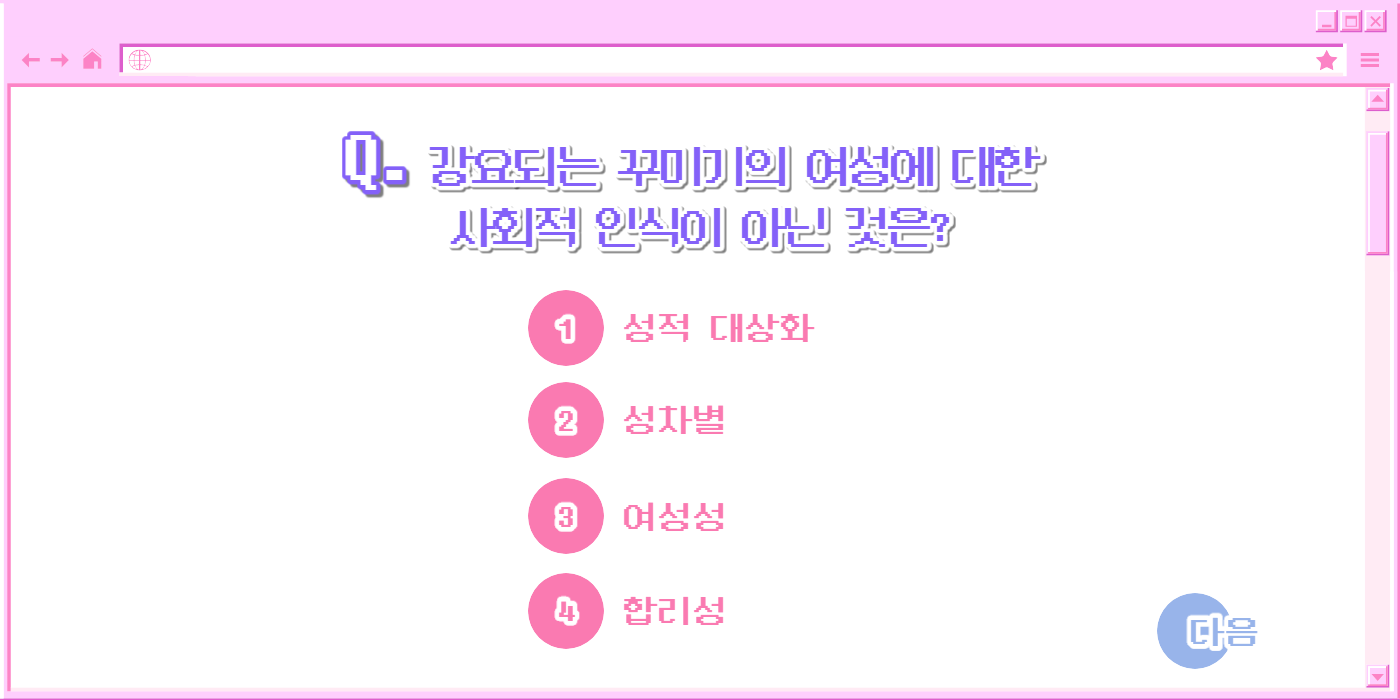 Q. 강요되는 꾸미기의 여성에 대한
사회적 인식이 아닌 것은?
1 성적 대상화
2 성차별
3 여성성
4 합리성
다음